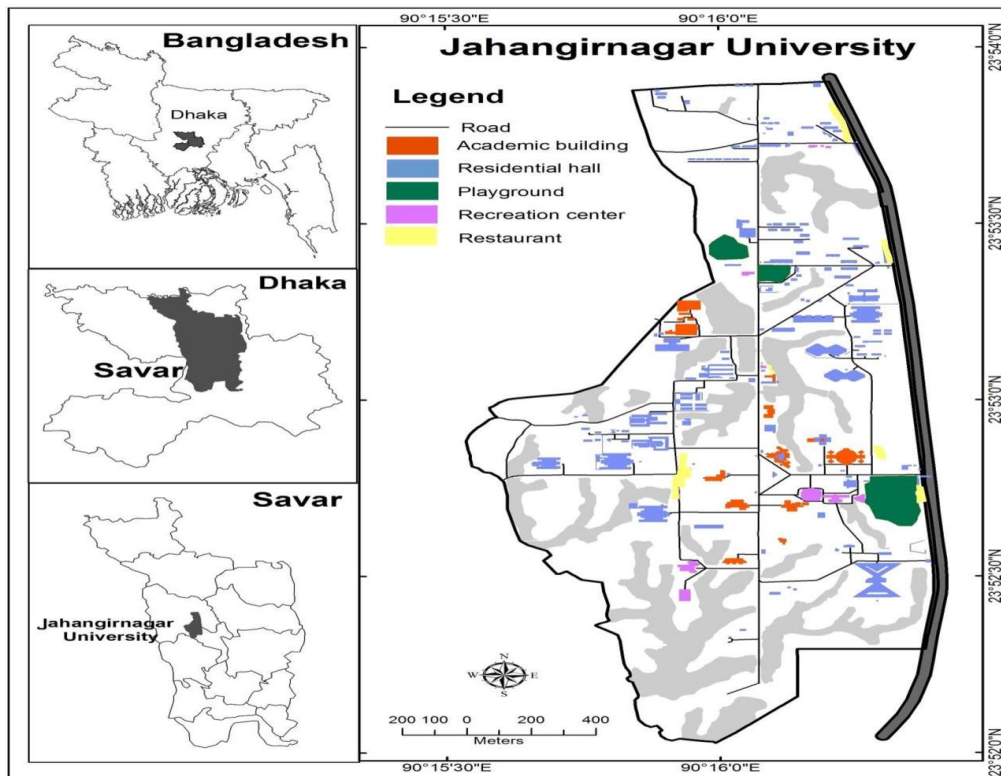 Bangladesh
Dhaka
Dhaka
Savar
Savar
Jahangirnagar
University
90°15'30"E
90°16'0"E
Jahangirnagar University
Legend
Road
Academic building
Residential hall
Playground
Recreation center
Restaurant
23°54'0"N
23°53'30"N
23°53'0"N
23°52'30"N
23°52'0"N
N
W
E
S
200 100 0 200 400
Meters
90°15'30"E
90°16'0"E